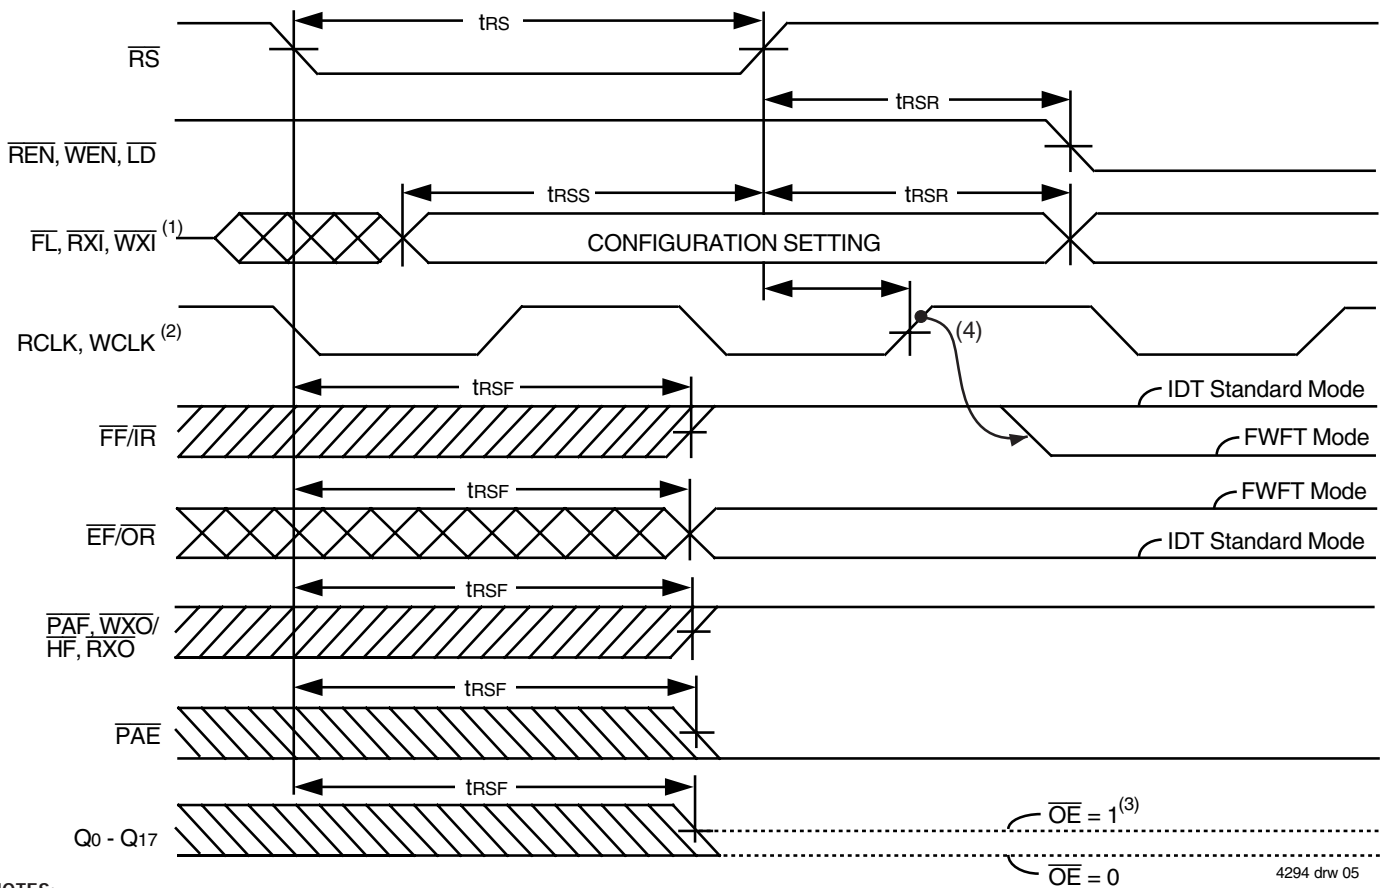 tRS
RS
tRSR
REN, WEN, LD
tRSS
tRSR
FL, RXI, WXI (1)
CONFIGURATION SETTING
RCLK, WCLK (2)
(4)
tRSF
IDT Standard Mode
FF/IR
FWFT Mode
tRSF
FWFT Mode
EF/OR
IDT Standard Mode
tRSF
PAF, WXO/
HF, RXO
tRSF
PAE
tRSF
OE = 1(3)
Q0 - Q17
OE = 0
4294 drw 05